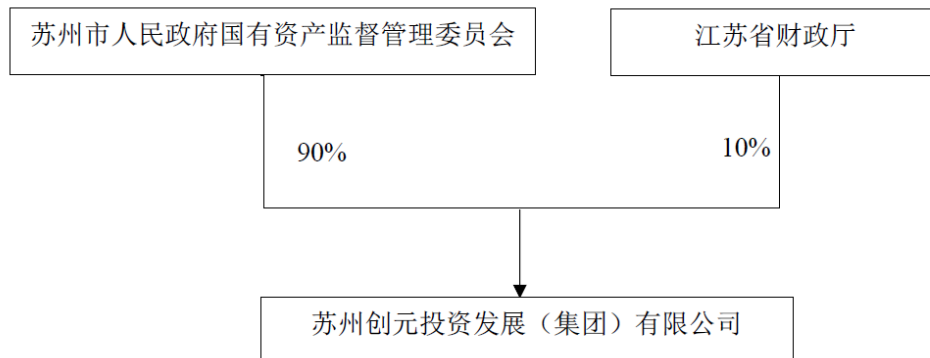 苏州市人民政府国有资产监督管理委员会
江苏省财政厅
90%
10%
苏州创元投资发展（集团）有限公司